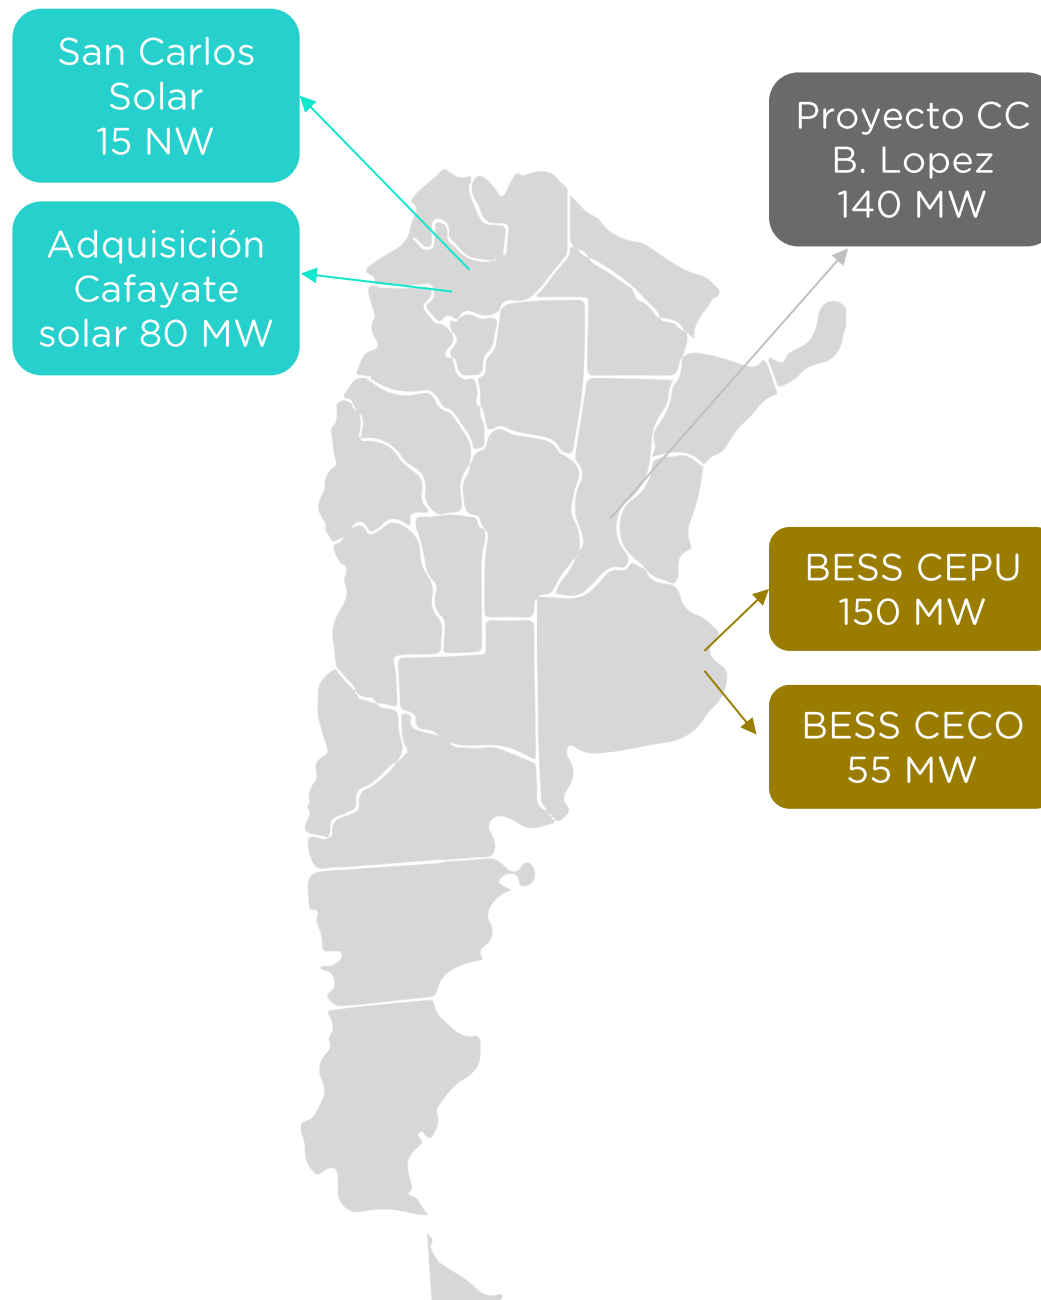 San Carlos
Solar
15 NW
Adquisición
Cafayate
solar 80 MW
Proyecto CC
B. Lopez
140 MW
BESS CEPU
150 MW
BESS CECO
55 MW